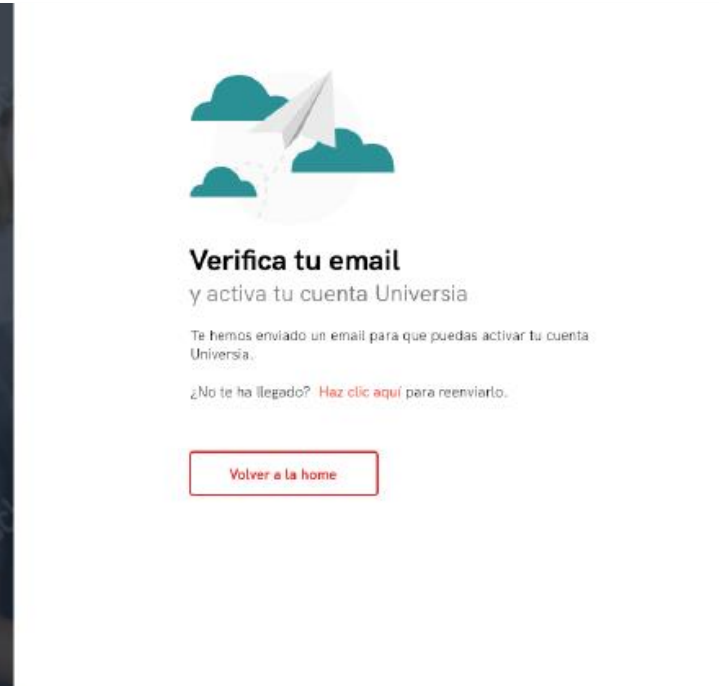 Verifica tu email
y activa tu cuenta Universia
Te hemos enviado un email para que puedas activar tu cuenta
Universia.
¿No te ha llegado? Haz clic aquí para reenviarlo.
Volver a la home